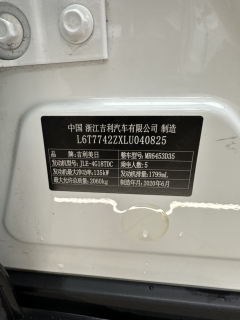 中国 浙江吉利汽车有限公司 制造
L6T7742ZXLU040825
品牌:吉利美日 整车型号:MR6453D35
发动机型号:JLE-4G18TDC 乘坐人数:5
发动机最大净功率:135kW 发动机排量:1799mL
最大允许总质量:2060kg 制造年月:2020年6月